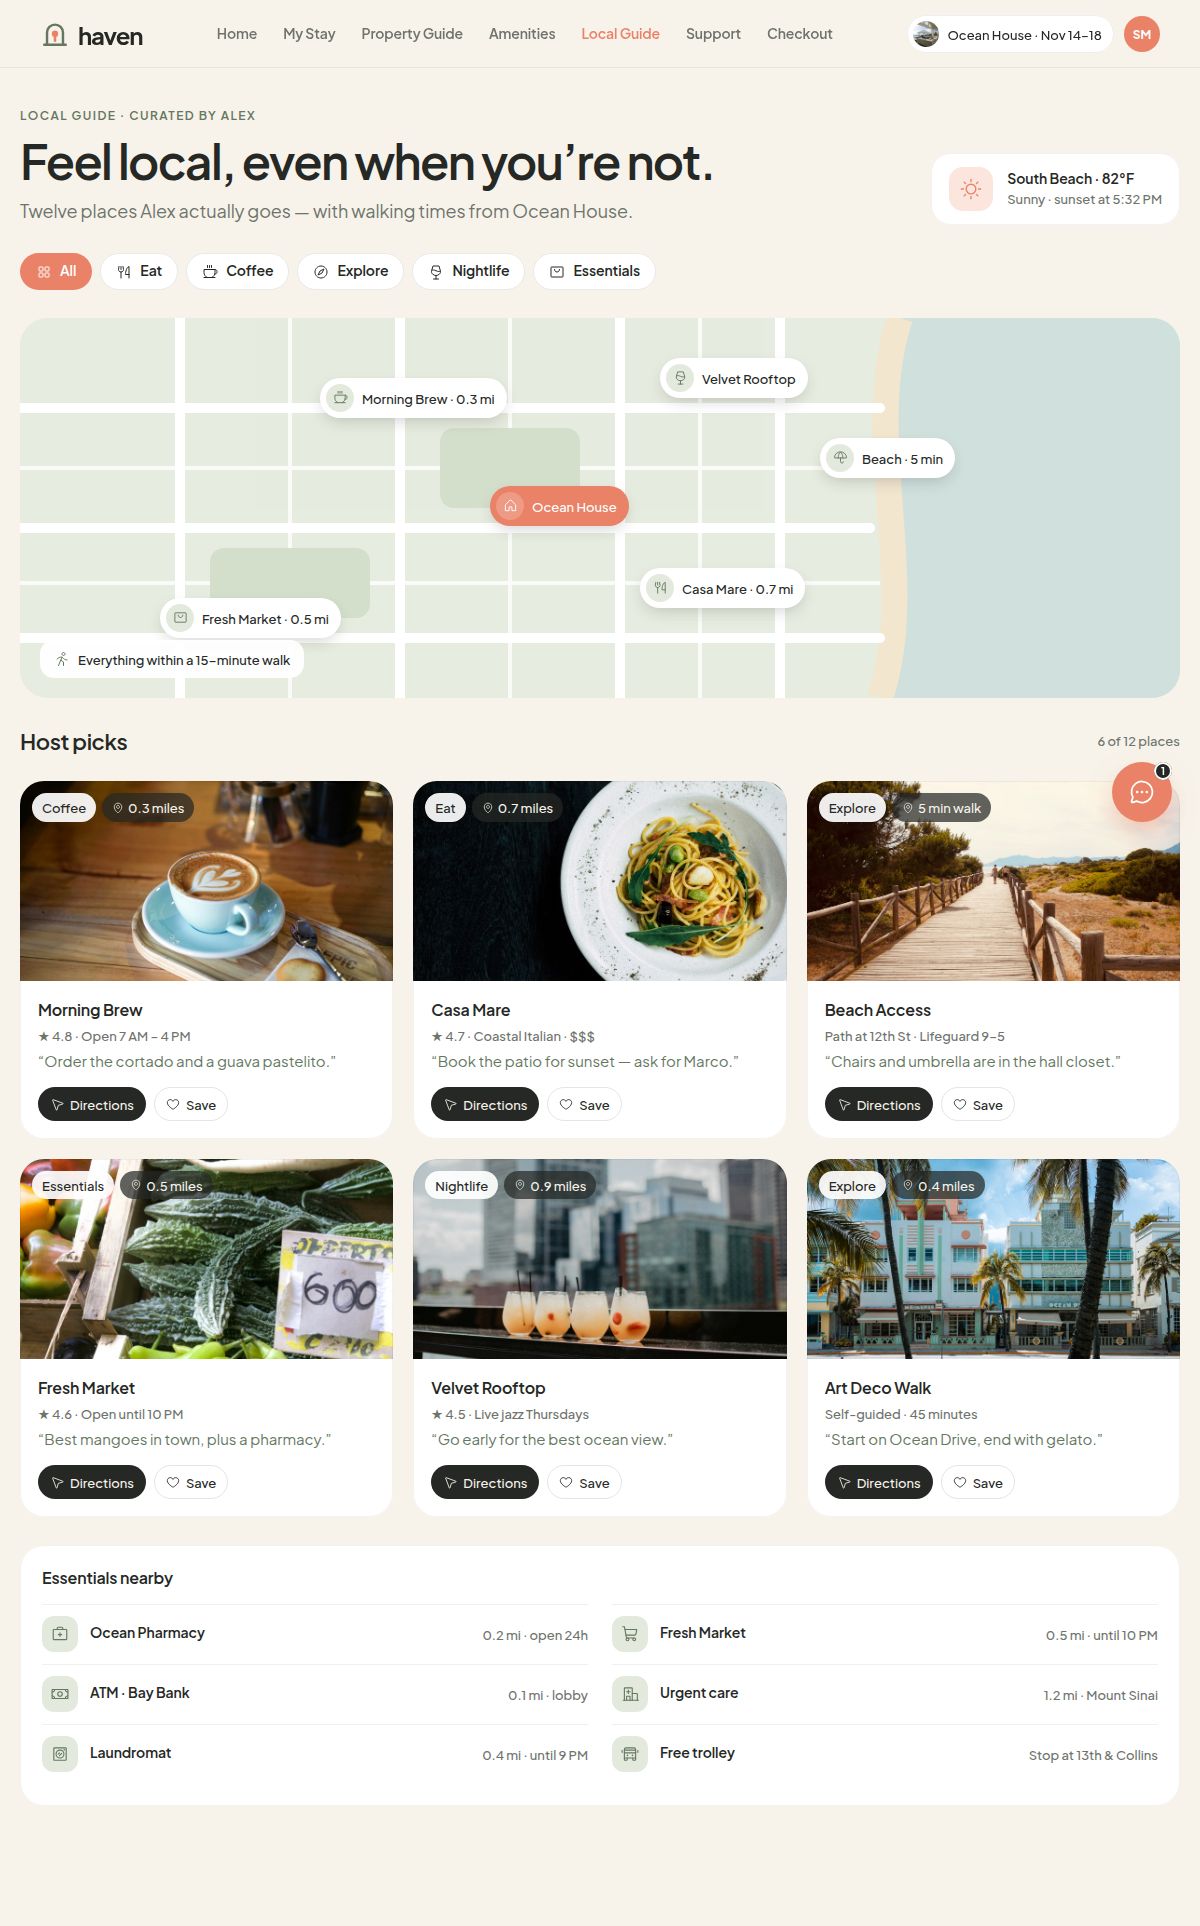 haven
Home
My Stay
Property Guide
Amenities
Local Guide
Support
Checkout
Ocean House · Nov 14–18
SM
LOCAL GUIDE · CURATED BY ALEX
Feel local, even when you’re not.
Twelve places Alex actually goes — with walking times from Ocean House.
South Beach · 82°F
Sunny · sunset at 5:32 PM
All
Eat
Coffee
Explore
Nightlife
Essentials
Velvet Rooftop
Morning Brew · 0.3 mi
Beach · 5 min
Ocean House
Casa Mare · 0.7 mi
Fresh Market · 0.5 mi
Everything within a 15–minute walk
Host picks
6 of 12 places
1
Coffee
0.3 miles
Eat
0.7 miles
Explore
5 min walk
EPIC
Morning Brew
★ 4.8 · Open 7 AM – 4 PM
“Order the cortado and a guava pastelito.”
Directions
Save
Casa Mare
★ 4.7 · Coastal Italian · $$$
“Book the patio for sunset — ask for Marco.”
Directions
Save
Beach Access
Path at 12th St · Lifeguard 9–5
“Chairs and umbrella are in the hall closet.”
Directions
Save
Essentials
0.5 miles
Nightlife
0.9 miles
Explore
0.4 miles
600
Fresh Market
★ 4.6 · Open until 10 PM
“Best mangoes in town, plus a pharmacy.”
Directions
Save
Velvet Rooftop
★ 4.5 · Live jazz Thursdays
“Go early for the best ocean view.”
Directions
Save
Art Deco Walk
Self-guided · 45 minutes
“Start on Ocean Drive, end with gelato.”
Directions
Save
Essentials nearby
Ocean Pharmacy
0.2 mi · open 24h
Fresh Market
0.5 mi · until 10 PM
ATM · Bay Bank
0.1 mi · lobby
Urgent care
1.2 mi · Mount Sinai
Laundromat
0.4 mi · until 9 PM
Free trolley
Stop at 13th & Collins